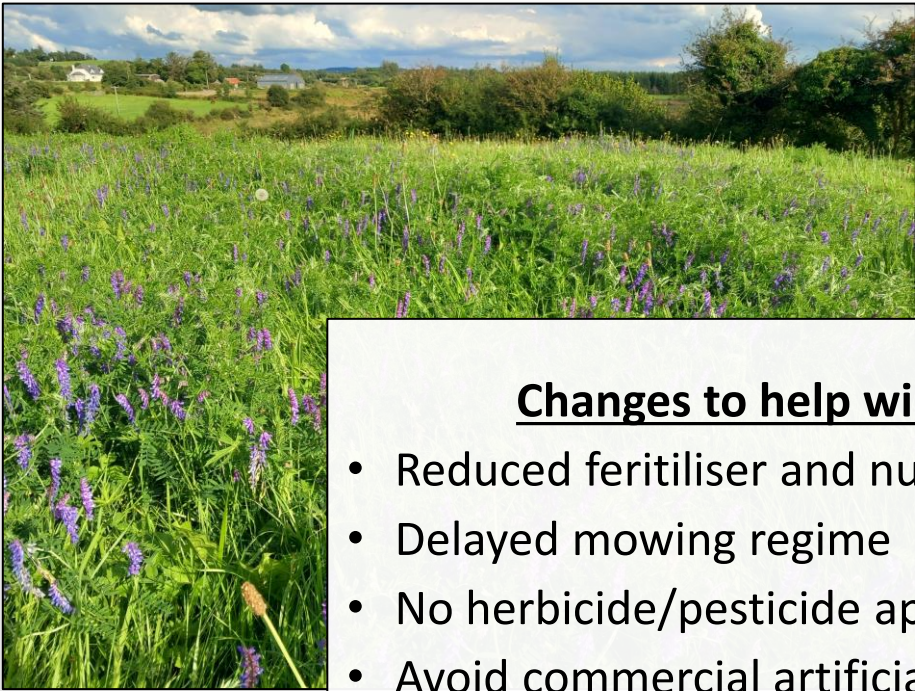 Changes to help wi
• Reduced feritiliser and nu
• Delayed mowing regime
• No herbicide/pesticide ap
• Avoid commercial artificia